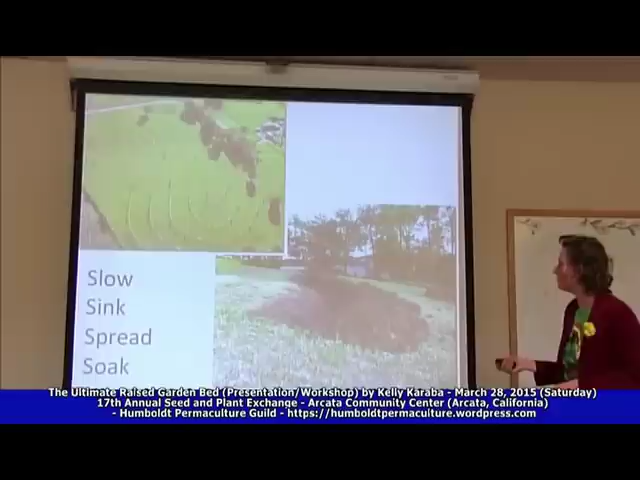 Slow
Sink
Spread
Soak
The Ultimate Raised Garden Bed (Presentation/Workshop) by Kelly Karaba - March 28, 2015 (Saturday)
17th Annual Seed and Plant Exchange - Arcata Community Center (Arcata, California)
- Humboldt Permaculture Guild - https://humboldtpermaculture.wordpress.com